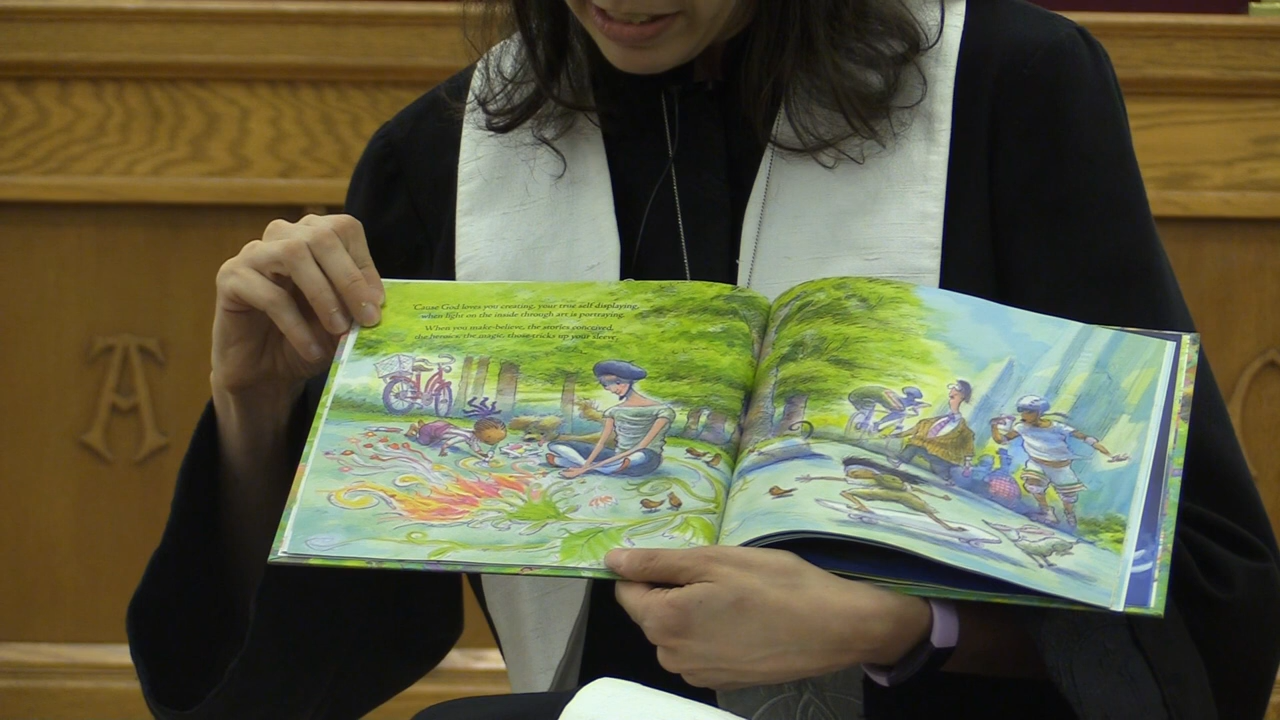 'Cause God loves you creating, your true self displaying,
when light on the inside through art is portraying.
When you make-believe, the stories conceived,
the heroes, the magic, those tricks up your sleeve,
A